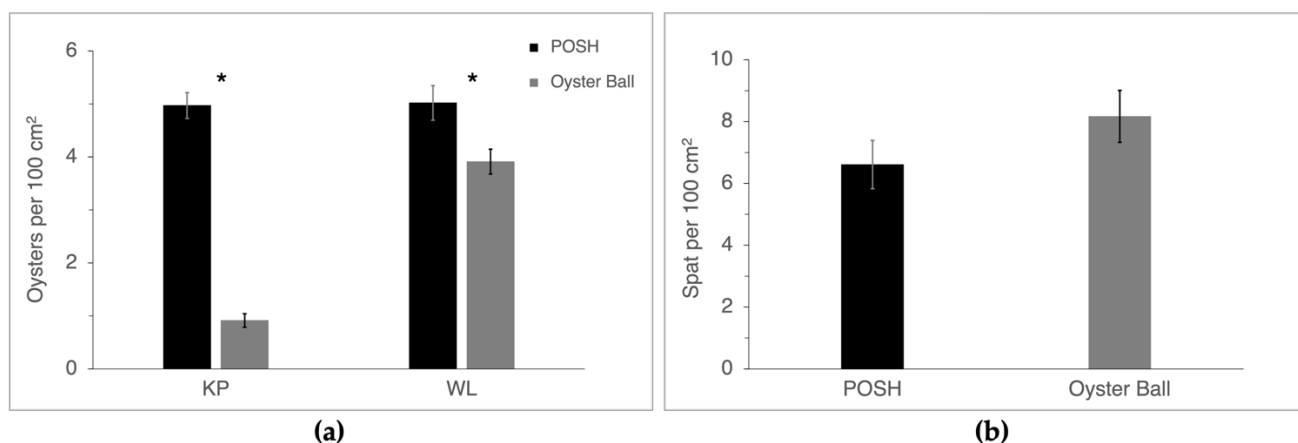 6
4
2
0
Oysters per 100 cm²
POSH
Oyster Ball
*
*
KP
WL
(a)
10
8
6
4
2
0
Spat per 100 cm²
POSH
Oyster Ball
(b)